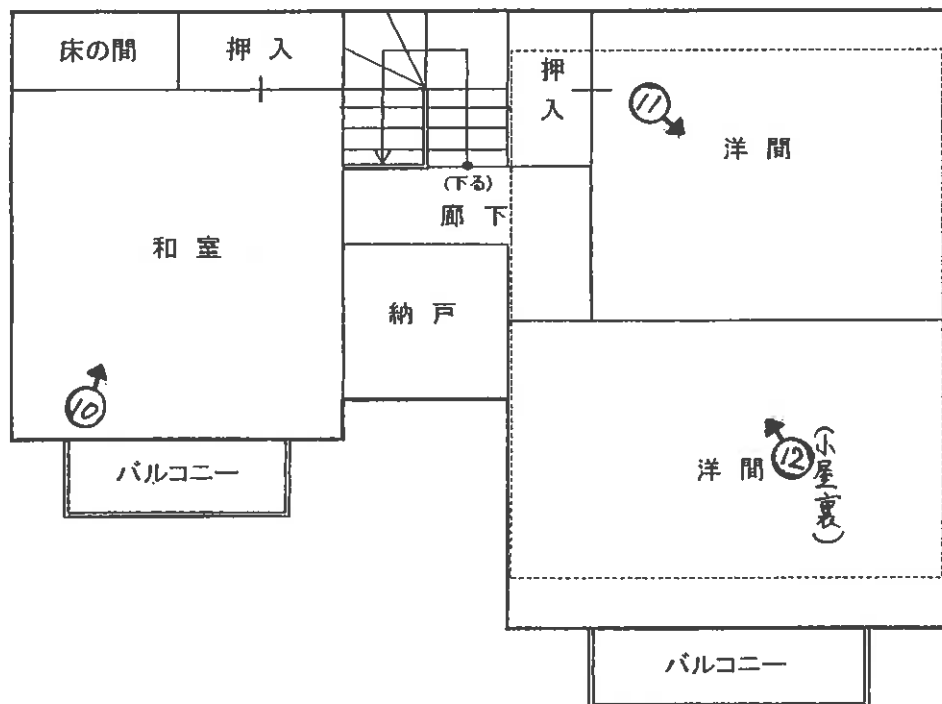 床の間
押 入
押入
11
洋 間
(下る)
廊 下
和 室
納 戸
10
洋 間
12
(小屋裏)
バルコニー
バルコニー